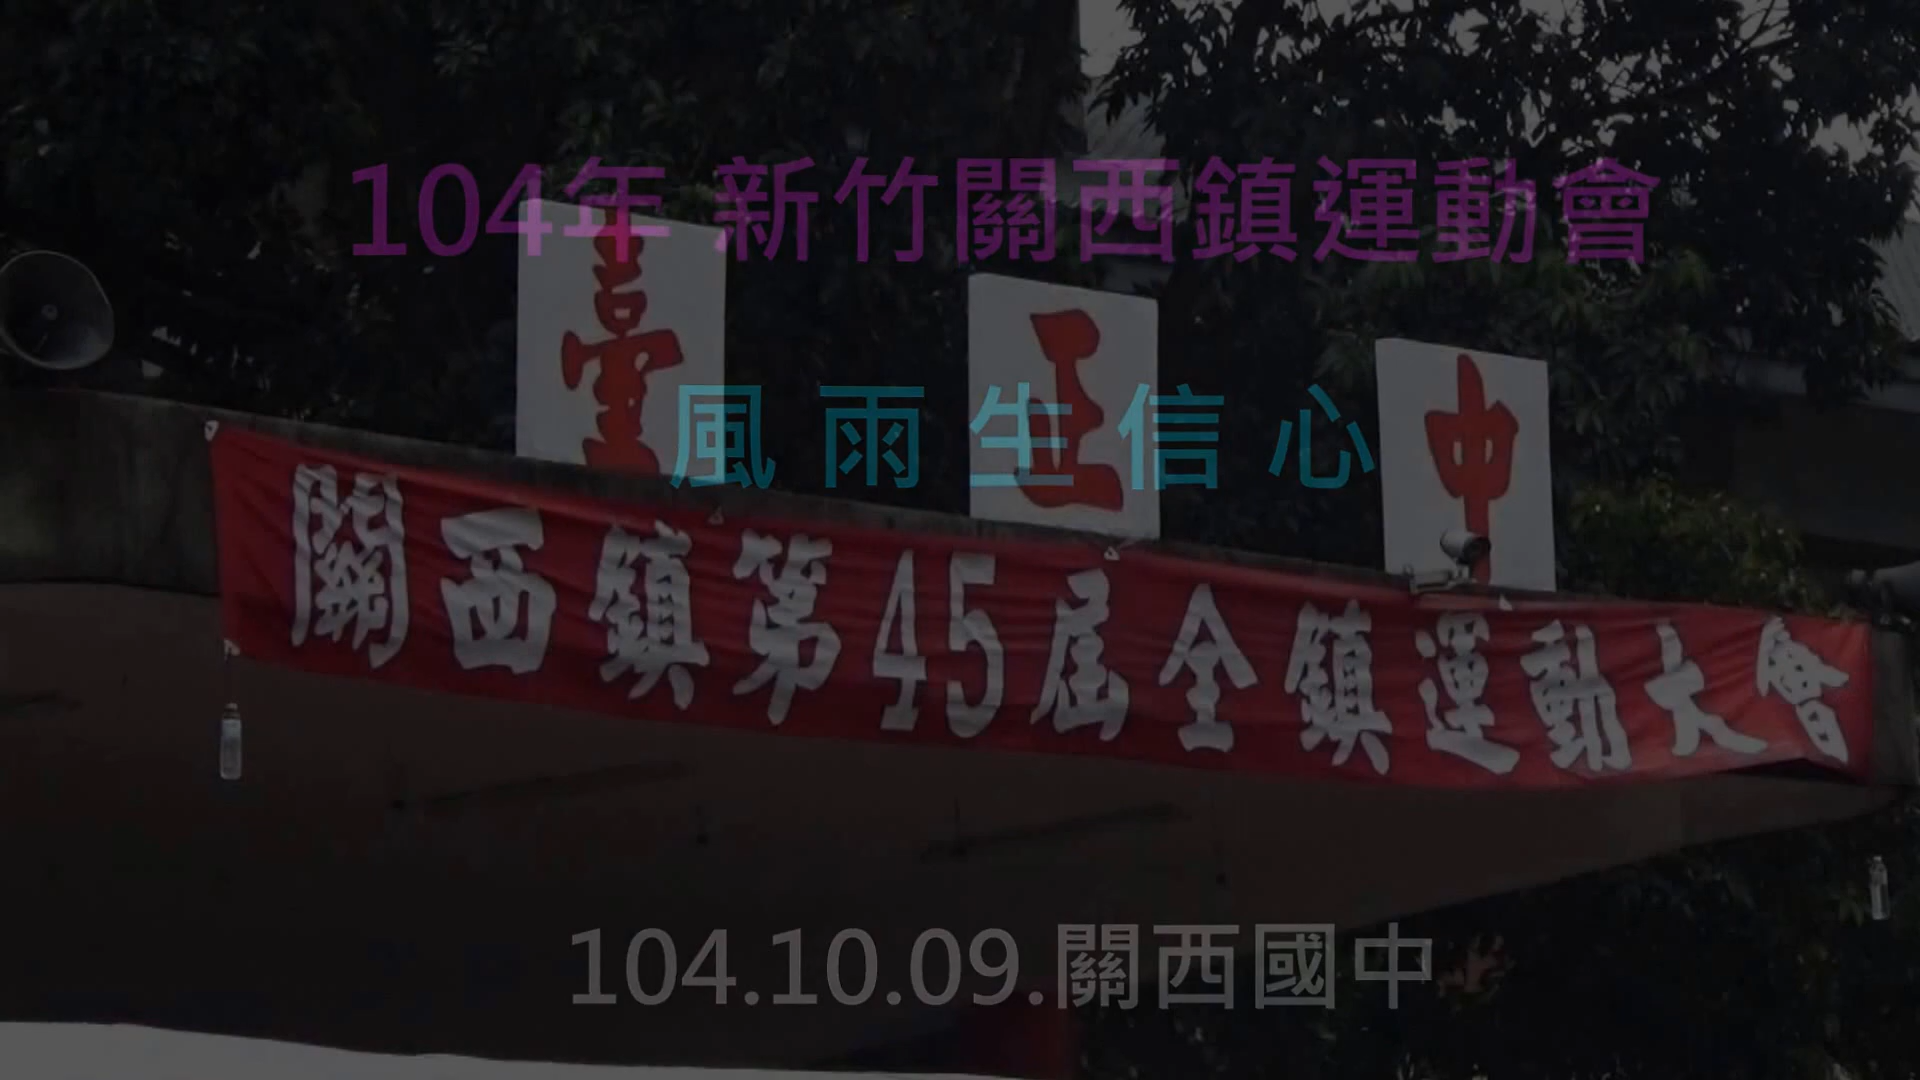 104年 新竹關西鎮運動會
臺正中
風雨生信心
關西鎮第45屆全鎮運動大會
104.10.09.關西國中